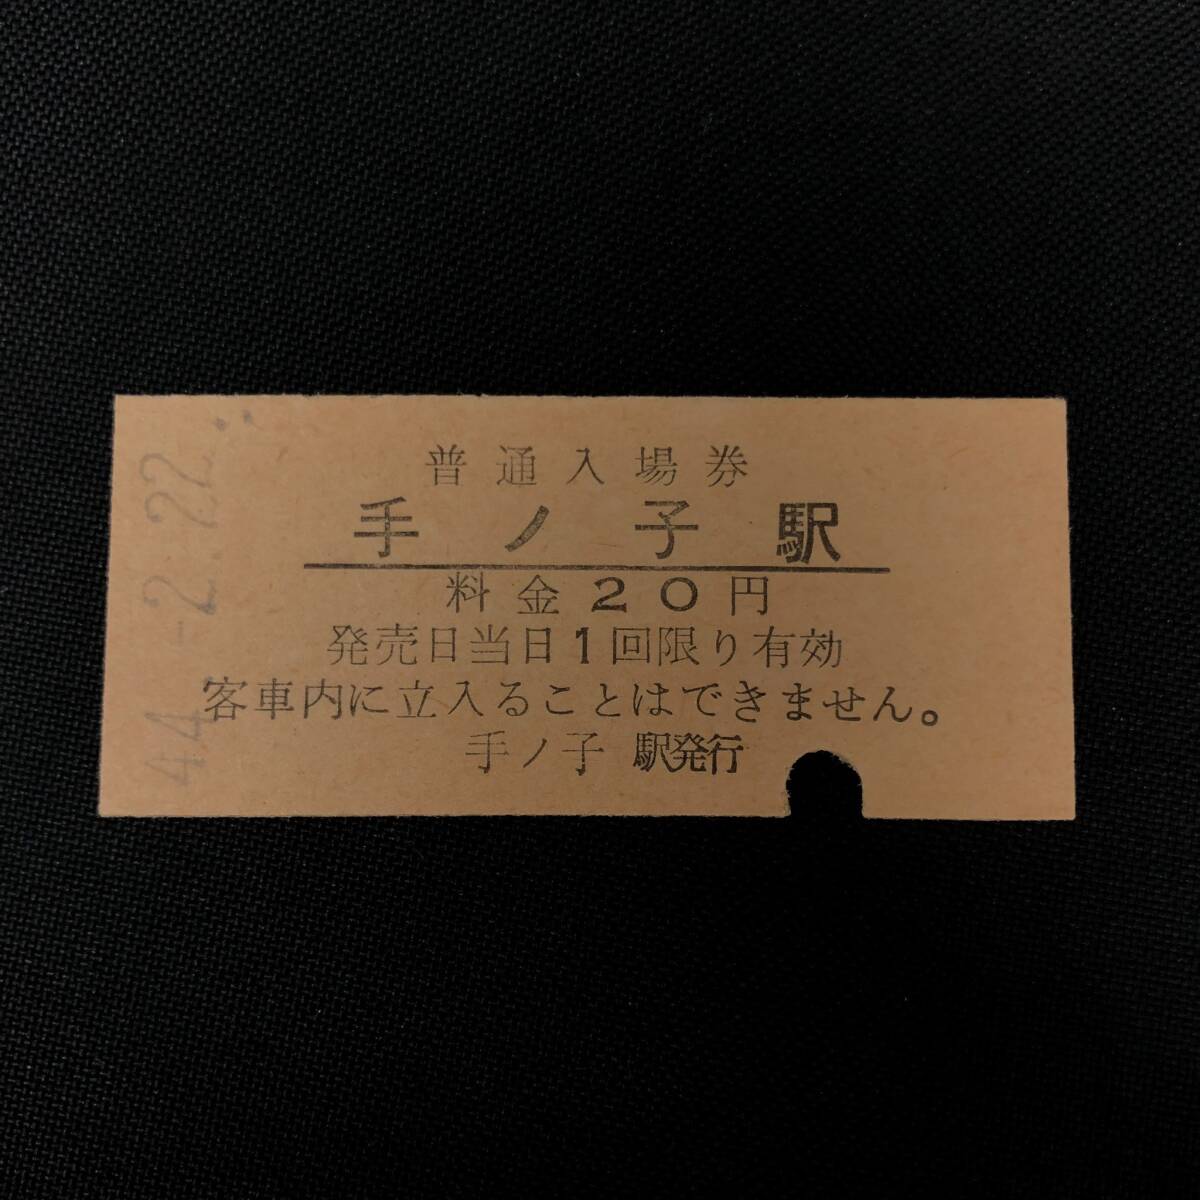 44.-2.22.
普通入場券
手ノ子駅
料金20円
発売日当日1回限り有効
客車内に立入ることはできません。
手ノ子 駅発行